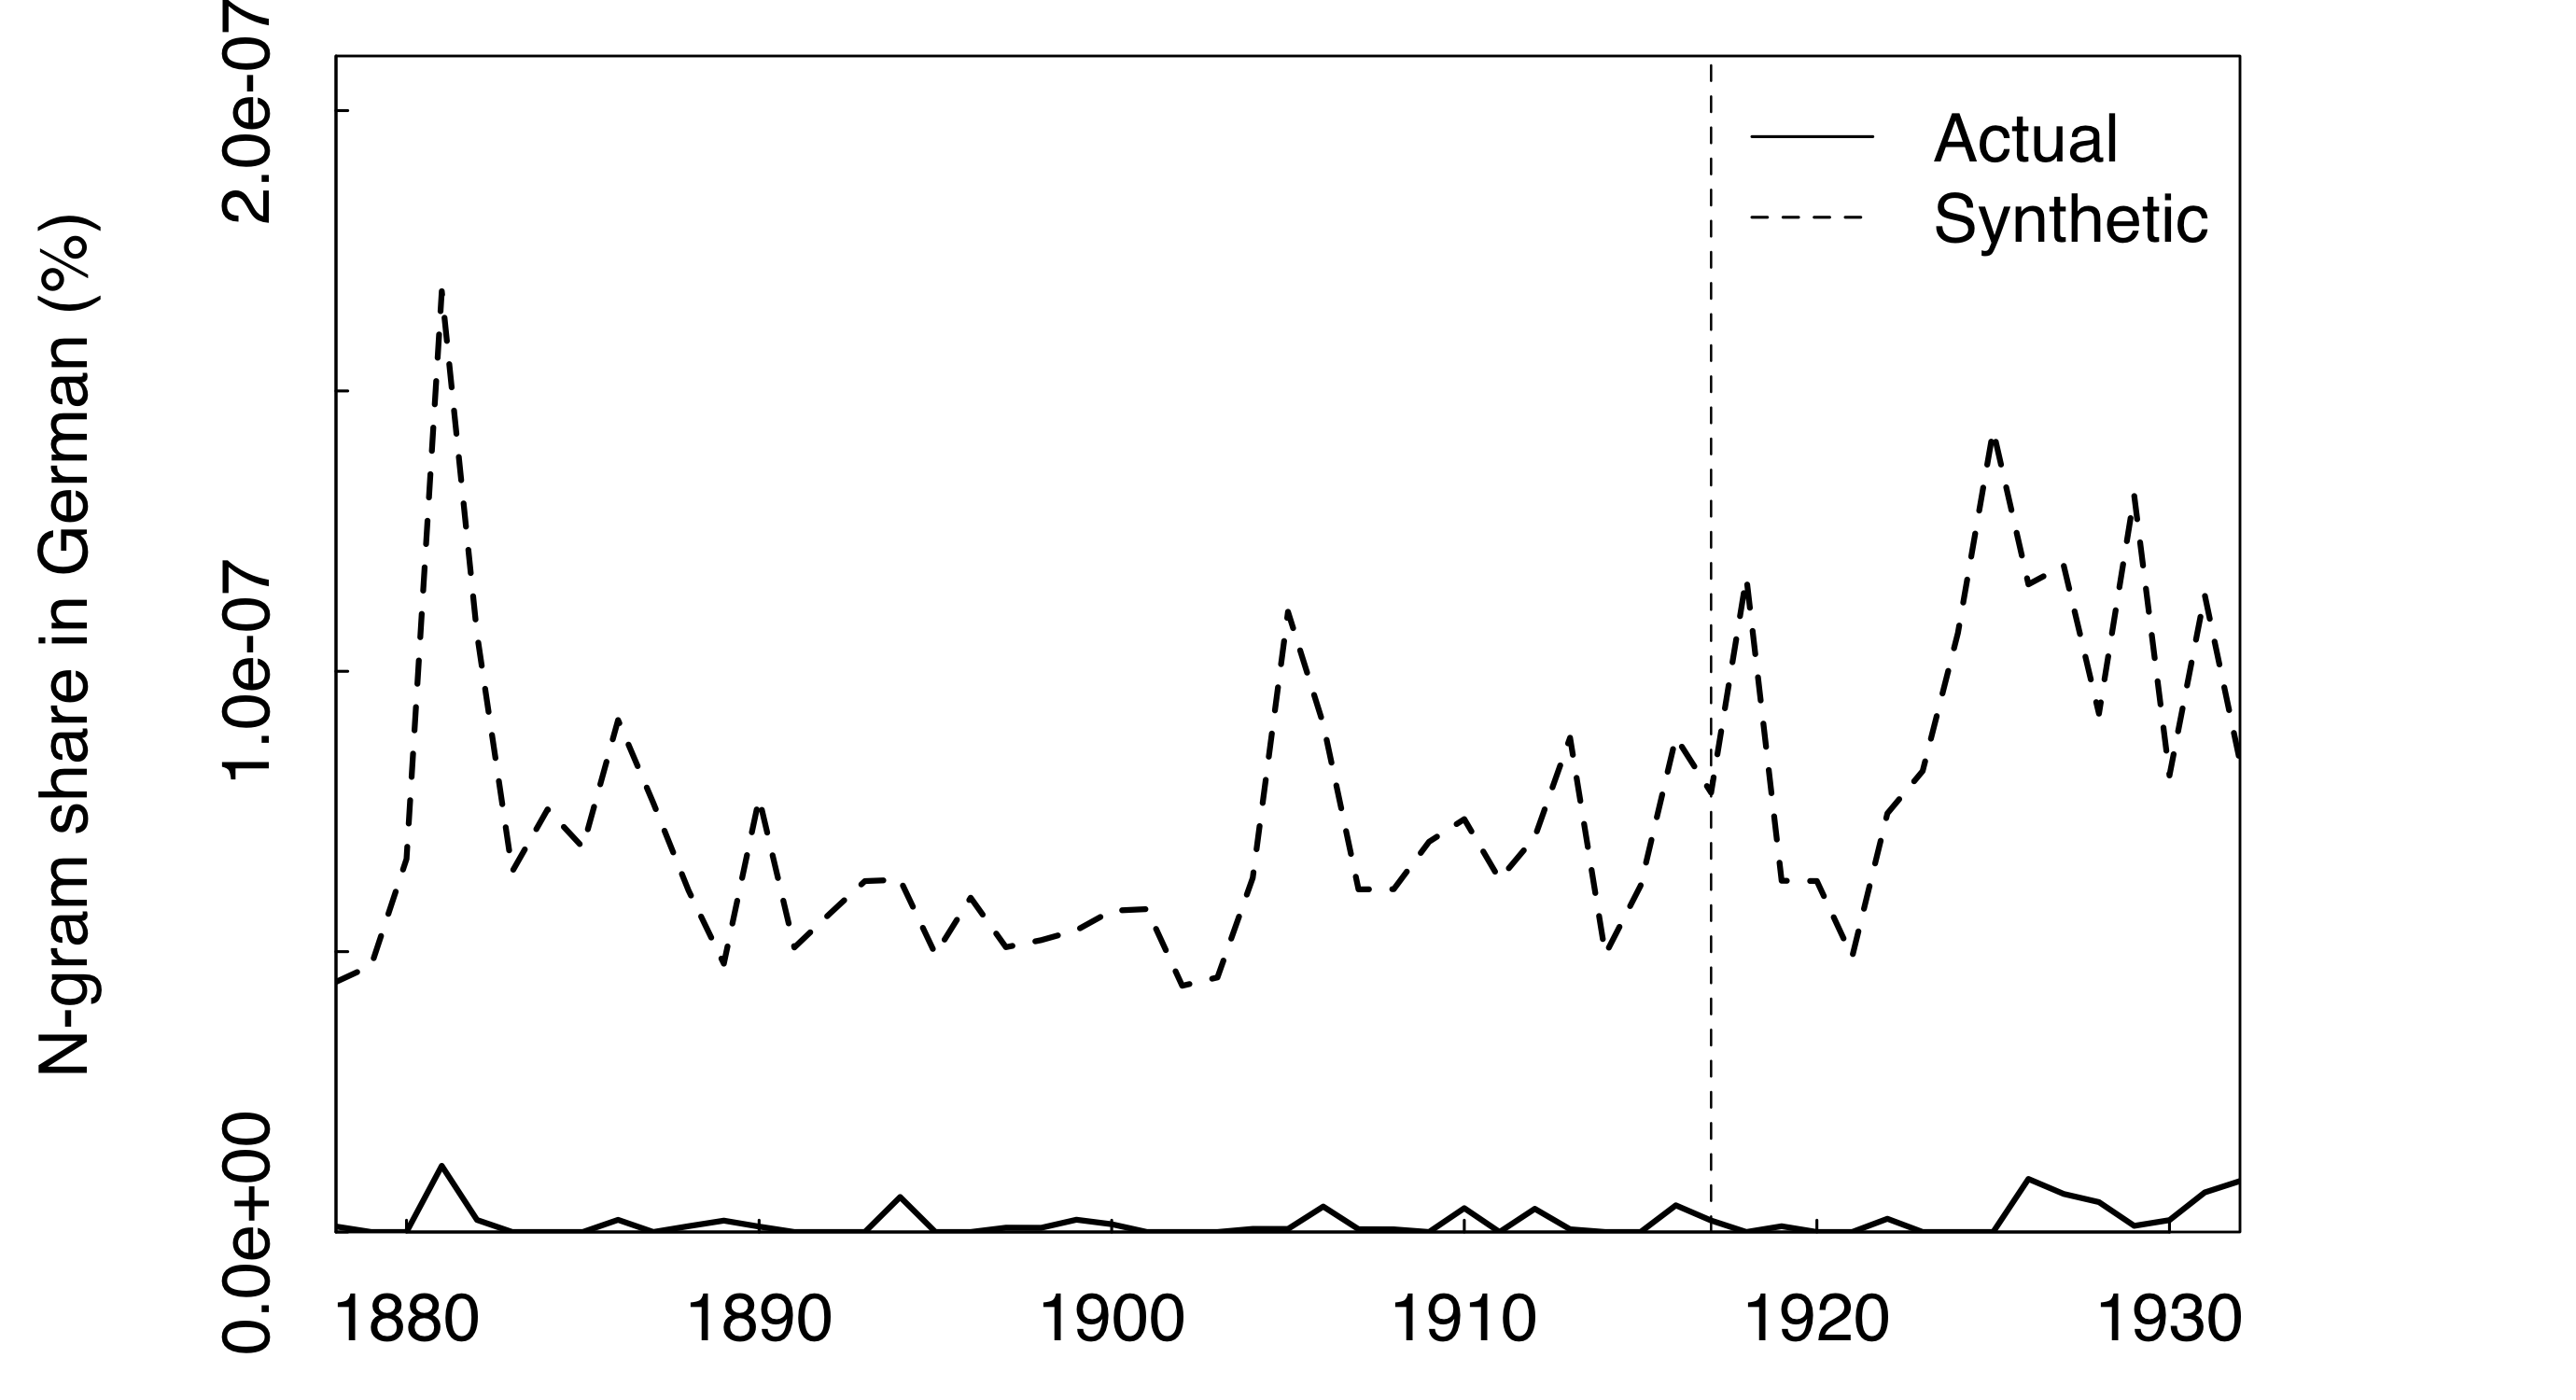 N-gram share in German (%)
2.0e-07
1.0e-07
0.0e+00
Actual
Synthetic
1880 1890 1900 1910 1920 1930